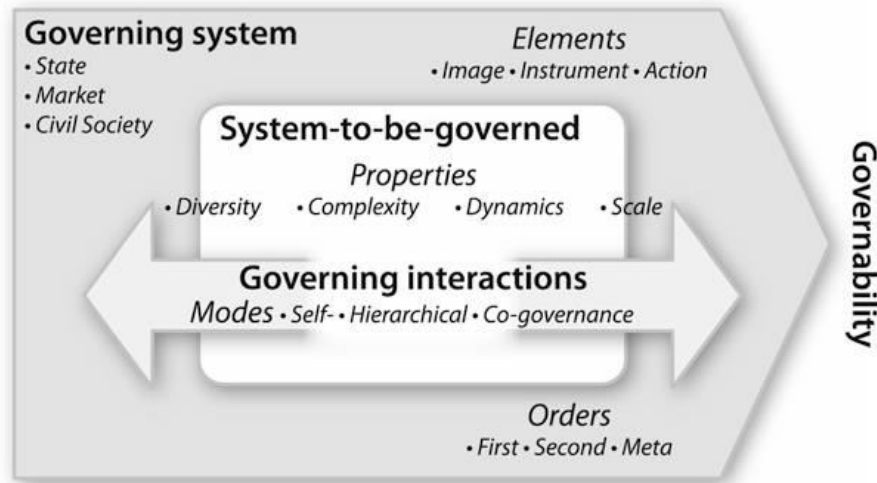 Governing system
• State
• Market
• Civil Society
Elements
• Image • Instrument • Action
System-to-be-governed
Properties
• Diversity • Complexity • Dynamics • Scale
Governing interactions
Modes • Self- • Hierarchical • Co-governance
Orders
• First • Second • Meta
Governability